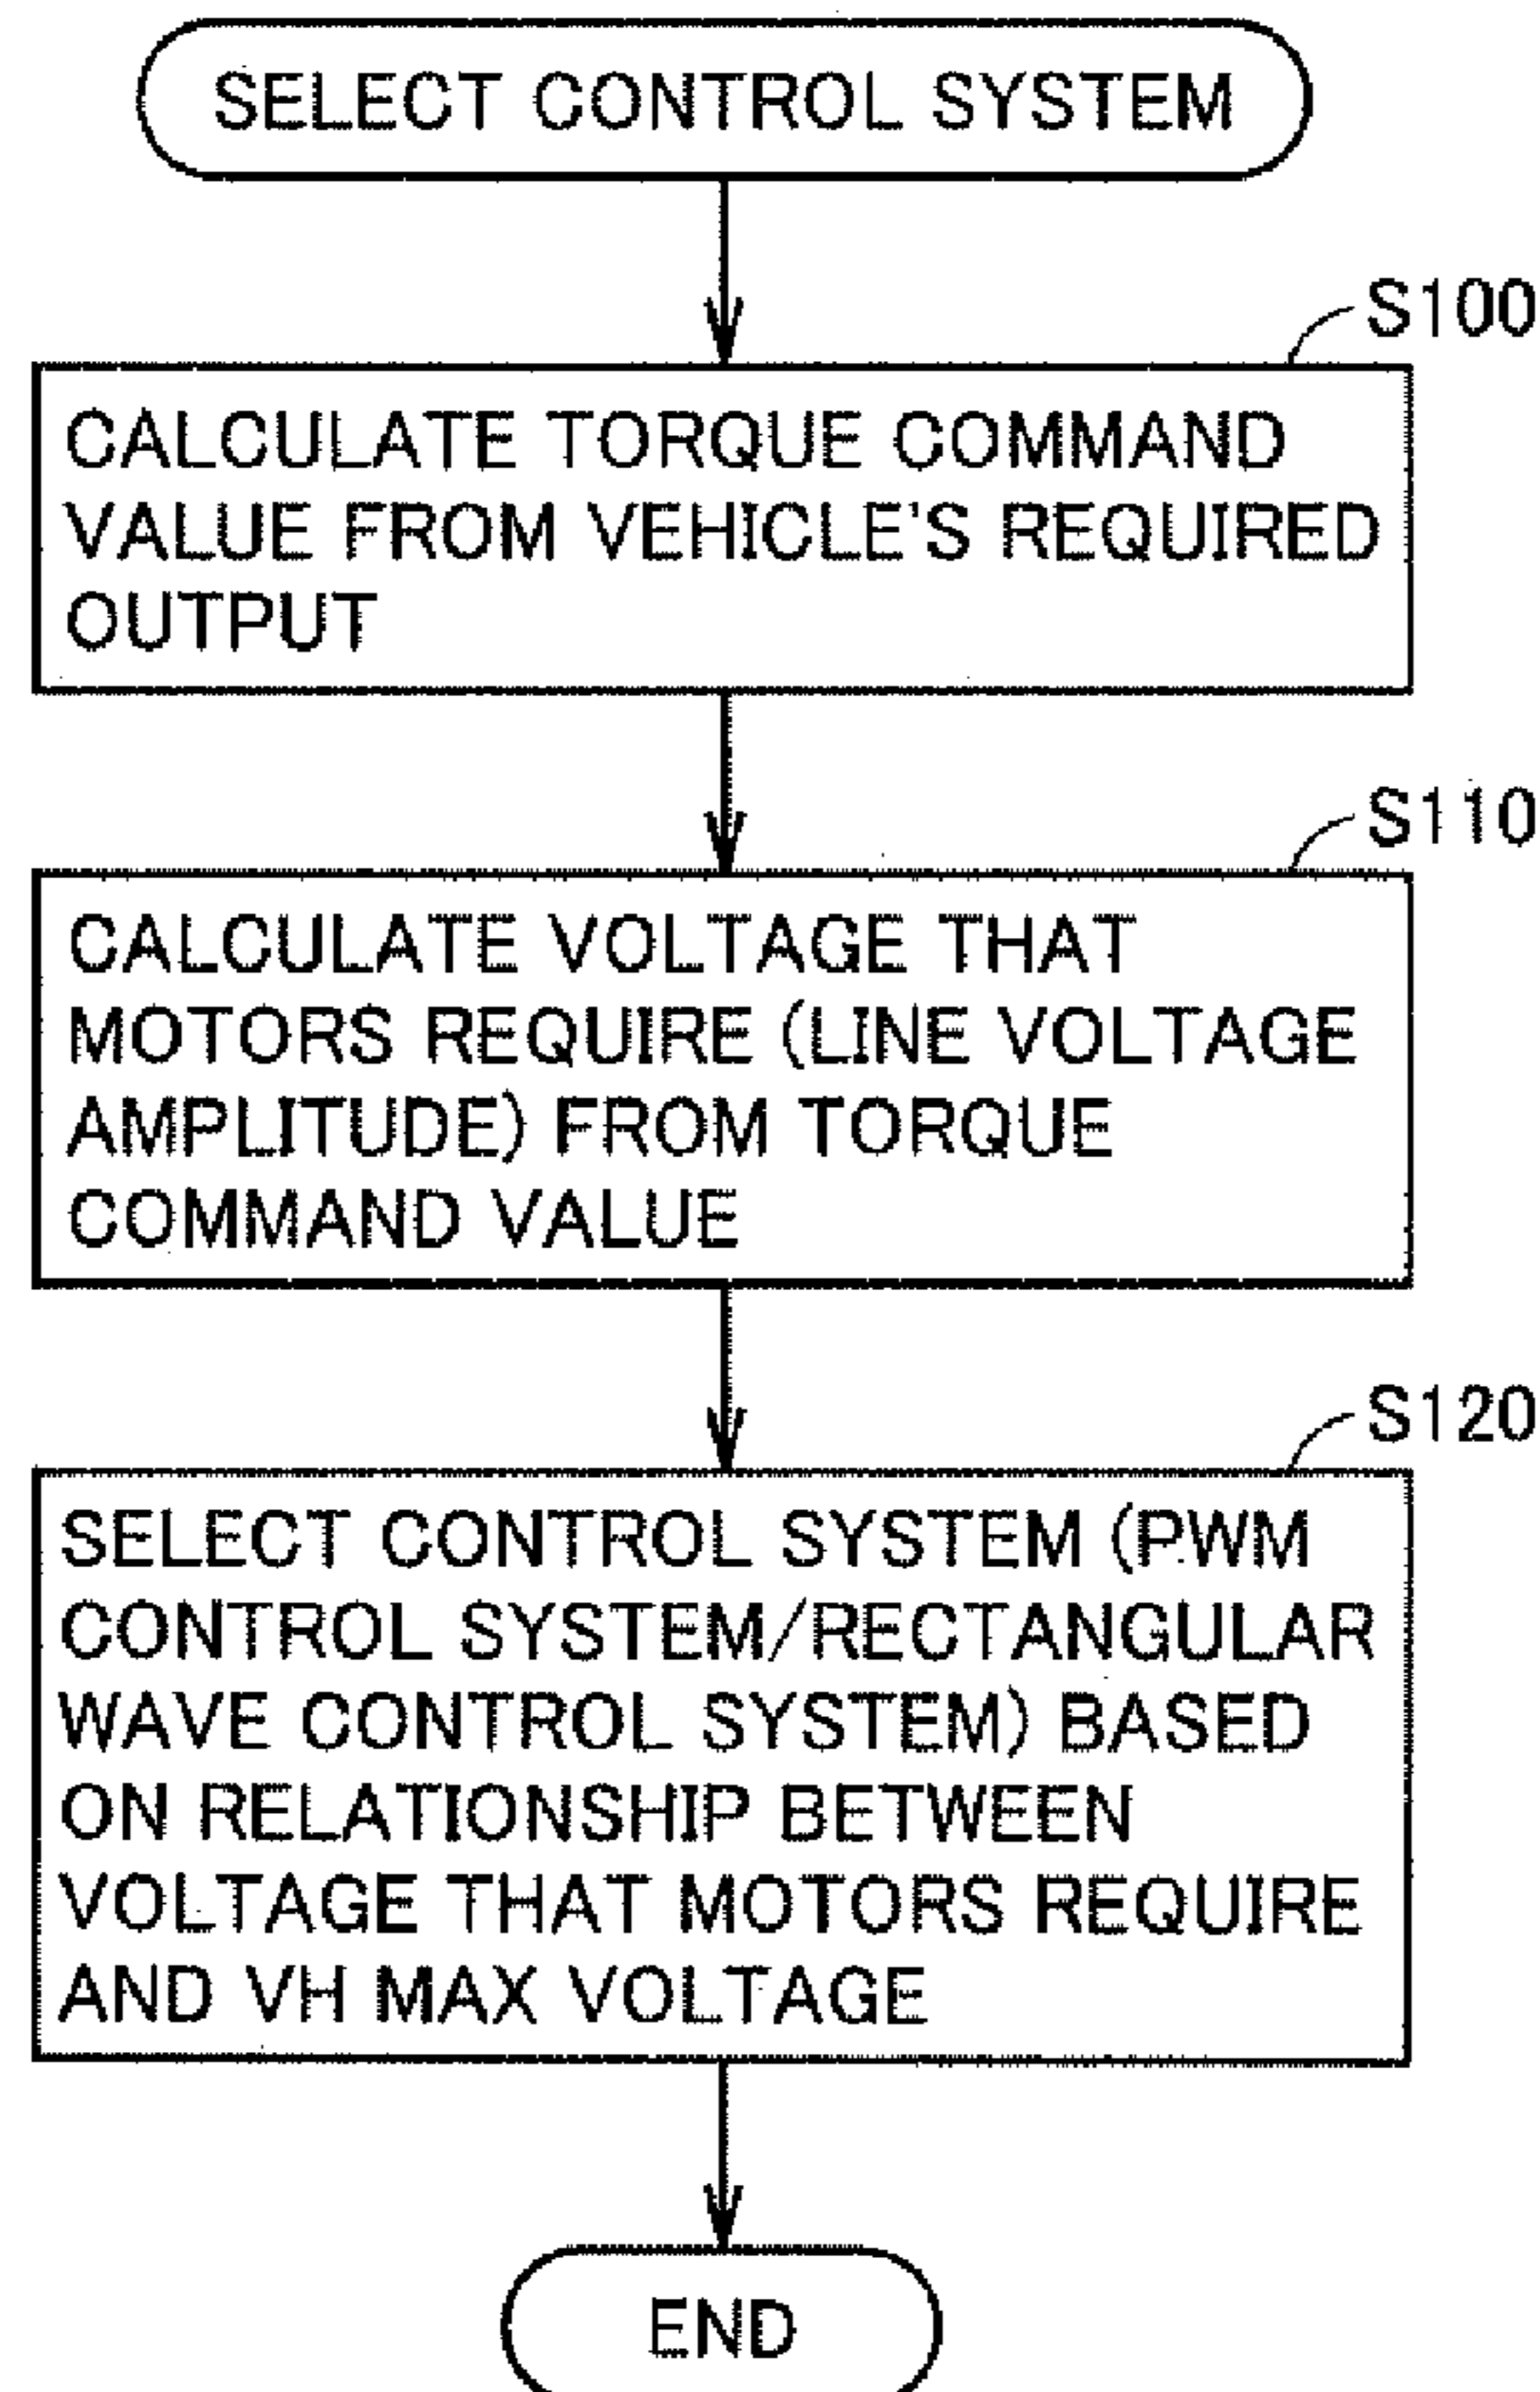 SELECT CONTROL SYSTEM
S100
CALCULATE TORQUE COMMAND
VALUE FROM VEHICLE'S REQUIRED
OUTPUT
S110
CALCULATE VOLTAGE THAT
MOTORS REQUIRE (LINE VOLTAGE
AMPLITUDE) FROM TORQUE
COMMAND VALUE
S120
SELECT CONTROL SYSTEM (PWM
CONTROL SYSTEM/RECTANGULAR
WAVE CONTROL SYSTEM) BASED
ON RELATIONSHIP BETWEEN
VOLTAGE THAT MOTORS REQUIRE
AND VH MAX VOLTAGE
END